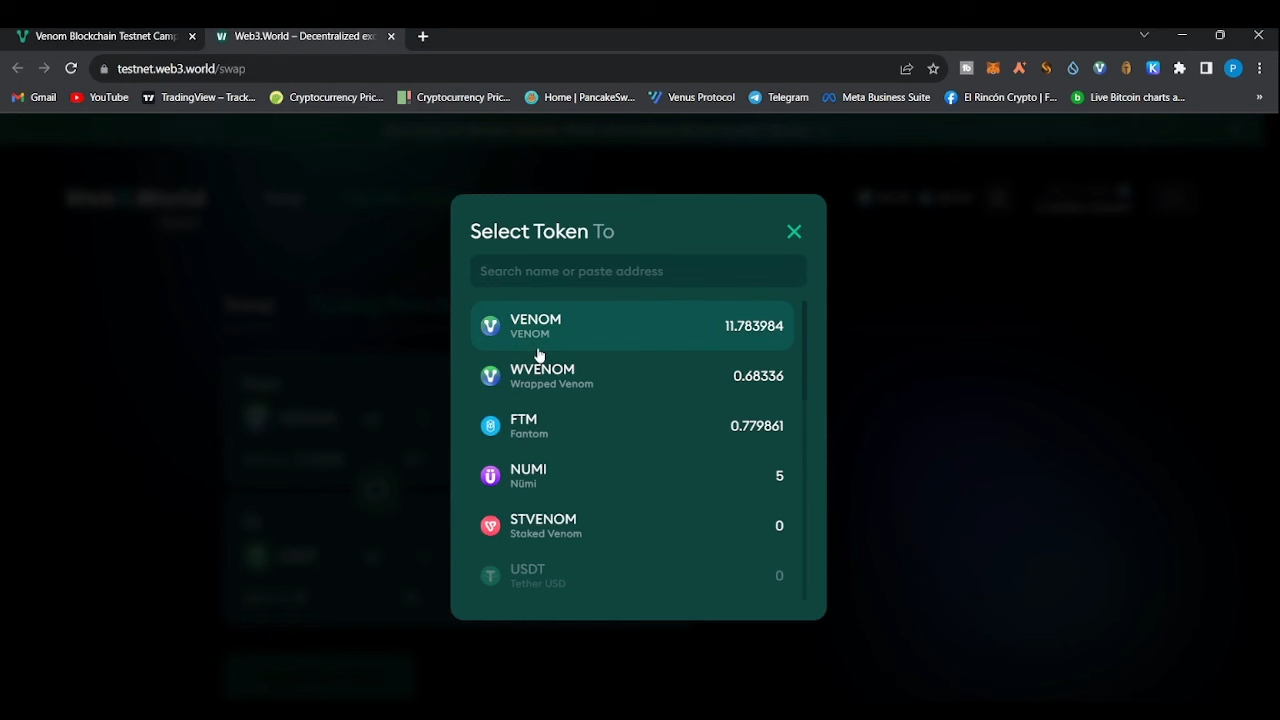 Venom Blockchain Testnet Camp
Web3.World – Decentralized exc
testnet.web3.world/swap
Gmail
YouTube
TradingView – Track...
Cryptocurrency Pric...
Cryptocurrency Pric...
Home | PancakeSw...
Venus Protocol
Telegram
Meta Business Suite
El Rincón Crypto | F...
Live Bitcoin charts a...
»
Select Token To
Search name or paste address
VENOM
VENOM
11.783984
WVENOM
Wrapped Venom
0.68336
FTM
Fantom
0.779861
NUMI
Nümi
5
STVENOM
Staked Venom
0
USDT
Tether USD
0